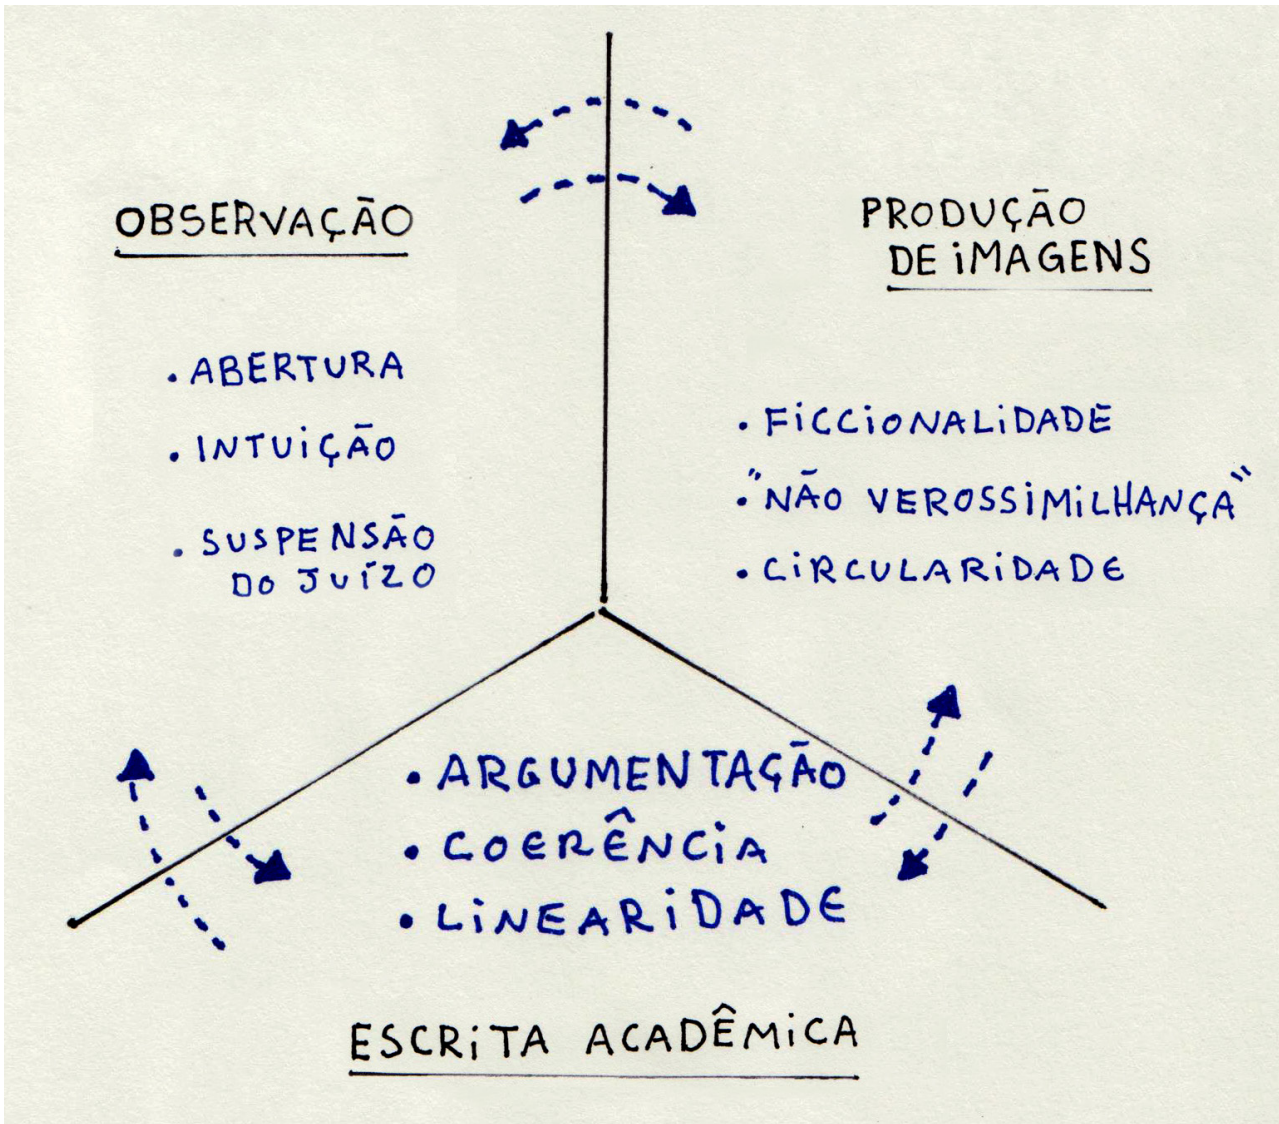 OBSERVAÇÃO
• ABERTURA
• INTUIÇÃO
• SUSPENSÃO
DO JUÍZO
PRODUÇÃO
DE IMAGENS
• FICCIONALIDADE
• "NÃO VEROSSIMILHANÇA"
• CIRCULARIDADE
• ARGUMENTAÇÃO
• COERÊNCIA
• LINEARIDADE
ESCRITA ACADÊMICA